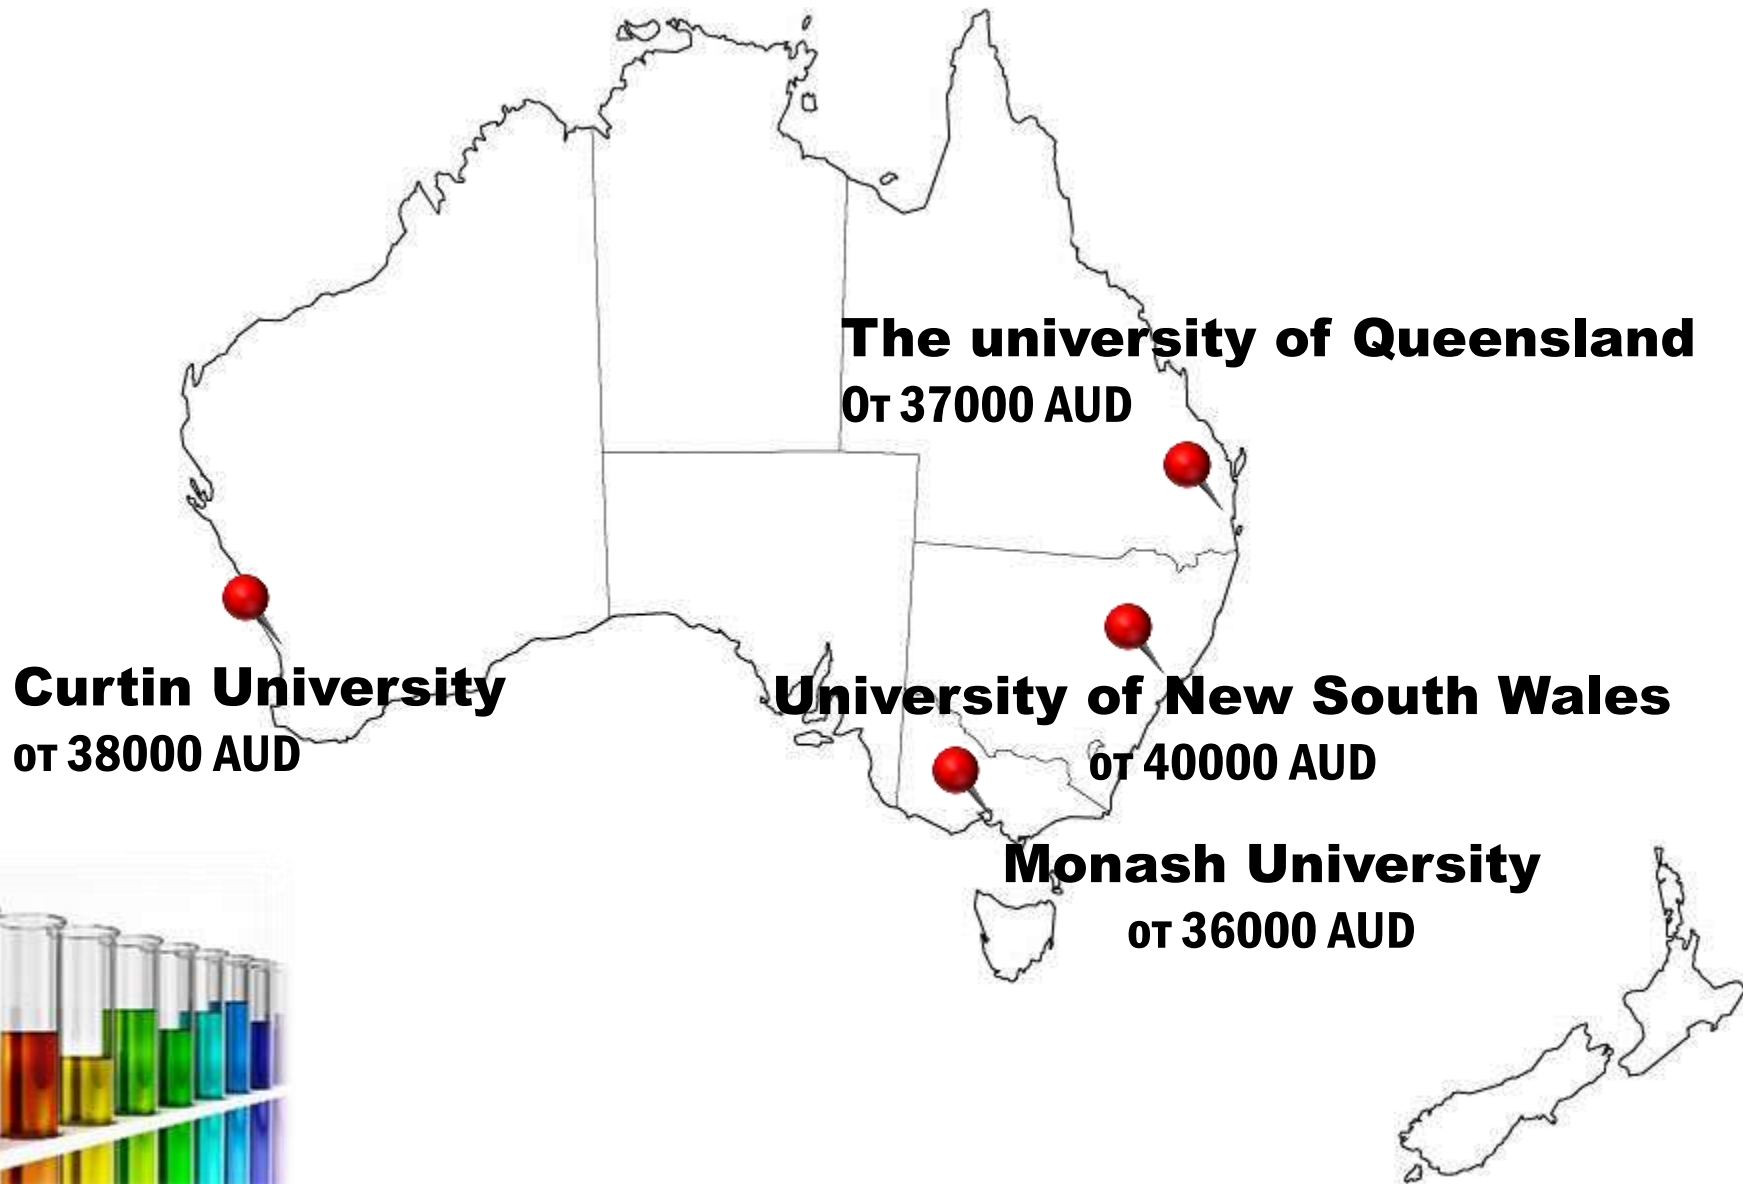 The university of Queensland
От 37000 AUD
Curtin University
от 38000 AUD
University of New South Wales
от 40000 AUD
Monash University
от 36000 AUD